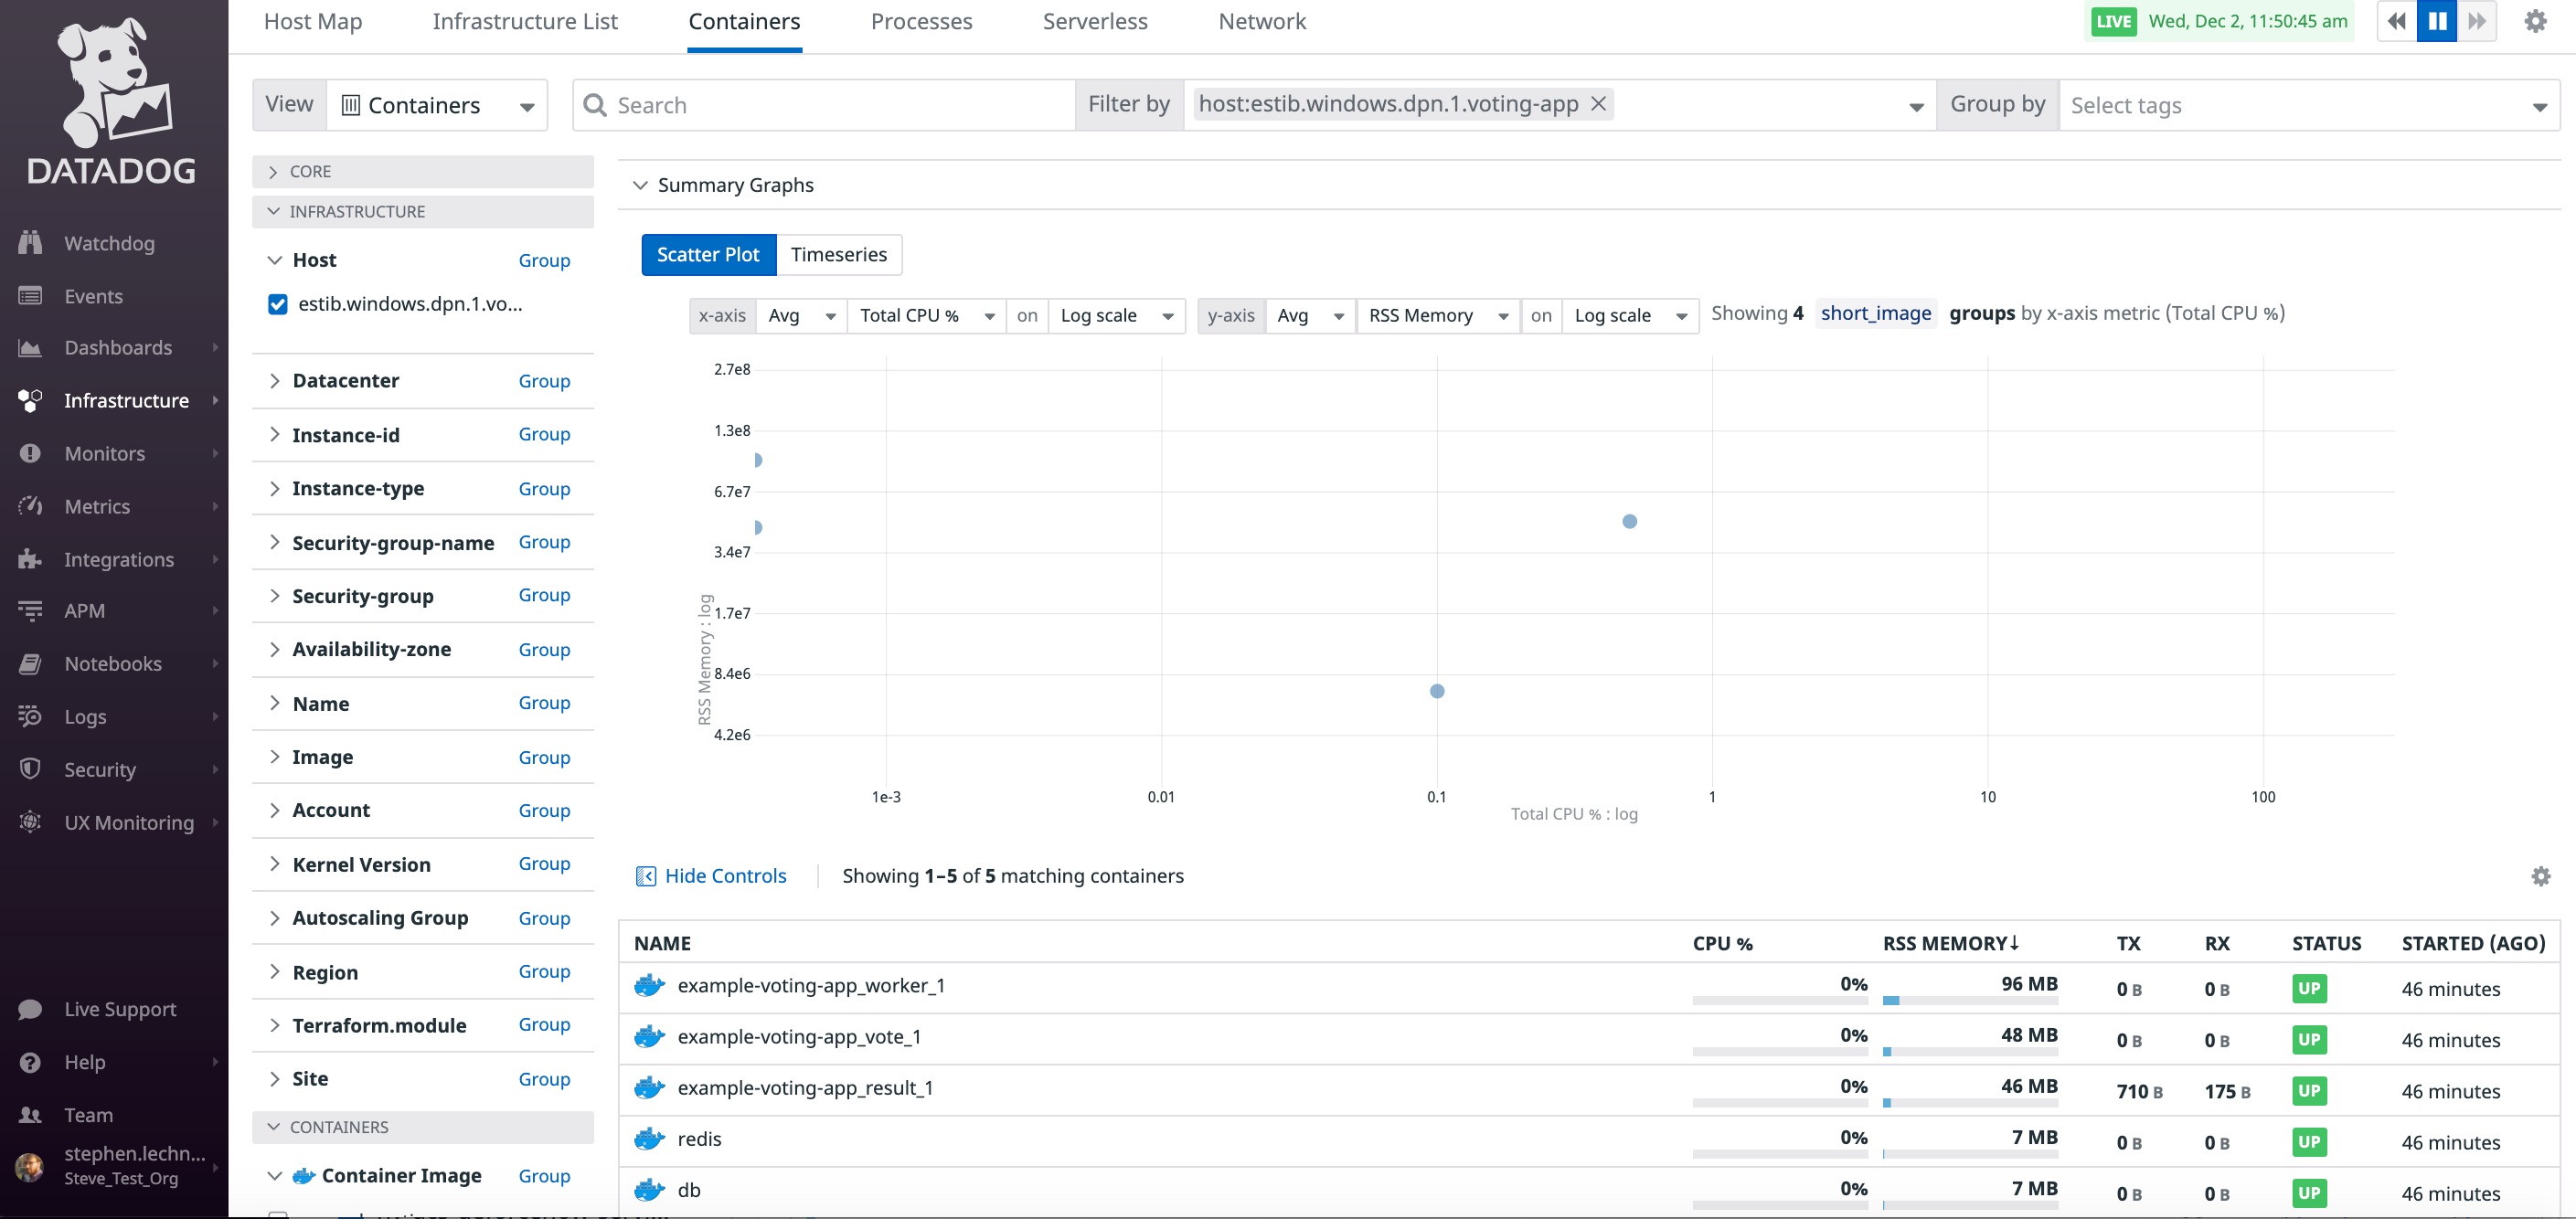 DATADOG
Watchdog
Events
Dashboards
Infrastructure
Monitors
Metrics
Integrations
APM
Notebooks
Logs
Security
UX Monitoring
Live Support
Help
Team
stephen.lechn...
Steve_Test_Org
Host Map Infrastructure List Containers Processes Serverless Network
LIVE Wed, Dec 2, 11:50:45 am
View Containers Search Filter by host:estib.windows.dpn.1.voting-app Group by Select tags
CORE
INFRASTRUCTURE
Host Group
estib.windows.dpn.1.vo...
Datacenter Group
Instance-id Group
Instance-type Group
Security-group-name Group
Security-group Group
Availability-zone Group
Name Group
Image Group
Account Group
Kernel Version Group
Autoscaling Group Group
Region Group
Terraform.module Group
Site Group
CONTAINERS
Container Image Group
Summary Graphs
Scatter Plot Timeseries
x-axis Avg Total CPU % on Log scale y-axis Avg RSS Memory on Log scale Showing 4 short_image groups by x-axis metric (Total CPU %)
2.7e8
1.3e8
6.7e7
3.4e7
1.7e7
8.4e6
4.2e6
RSS Memory : log
1e-3 0.01 0.1 1 10 100
Total CPU % : log
Hide Controls Showing 1–5 of 5 matching containers
NAME CPU % RSS MEMORY↓ TX RX STATUS STARTED (AGO)
example-voting-app_worker_1 0% 96 MB 0 B 0 B UP 46 minutes
example-voting-app_vote_1 0% 48 MB 0 B 0 B UP 46 minutes
example-voting-app_result_1 0% 46 MB 710 B 175 B UP 46 minutes
redis 0% 7 MB 0 B 0 B UP 46 minutes
db 0% 7 MB 0 B 0 B UP 46 minutes